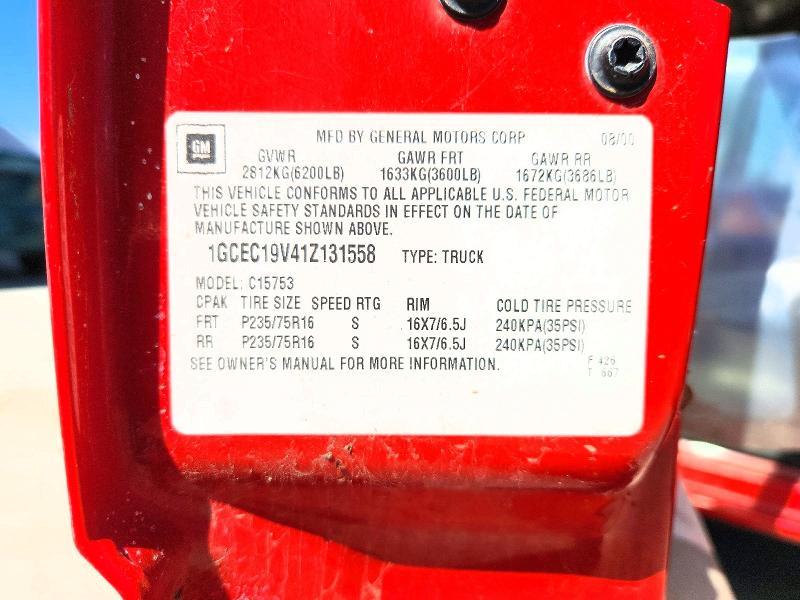 GM
MFD BY GENERAL MOTORS CORP 08/00
GVWR GAWR FRT GAWR RR
2812KG(6200LB) 1633KG(3600LB) 1672KG(3686LB)
THIS VEHICLE CONFORMS TO ALL APPLICABLE U.S. FEDERAL MOTOR
VEHICLE SAFETY STANDARDS IN EFFECT ON THE DATE OF
MANUFACTURE SHOWN ABOVE.
1GCEC19V41Z131558 TYPE: TRUCK
MODEL: C15753
CPAK TIRE SIZE SPEED RTG RIM COLD TIRE PRESSURE
FRT P235/75R16 S 16X7/6.5J 240KPA(35PSI)
RR P235/75R16 S 16X7/6.5J 240KPA(35PSI)
SEE OWNER'S MANUAL FOR MORE INFORMATION. F 426
T 667